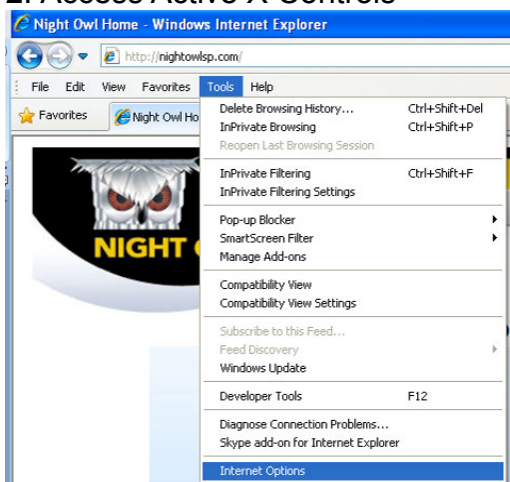 2. Access Active X Controls
Night Owl Home - Windows Internet Explorer
http://nightowlsp.com/
File Edit View Favorites Tools Help
Favorites Night Owl Ho
Delete Browsing History... Ctrl+Shift+Del
InPrivate Browsing Ctrl+Shift+P
Reopen Last Browsing Session
InPrivate Filtering Ctrl+Shift+F
InPrivate Filtering Settings
Pop-up Blocker
SmartScreen Filter
Manage Add-ons
NIGHT
Compatibility View
Compatibility View Settings
Subscribe to this Feed...
Feed Discovery
Windows Update
Developer Tools F12
Diagnose Connection Problems...
Skype add-on for Internet Explorer
Internet Options